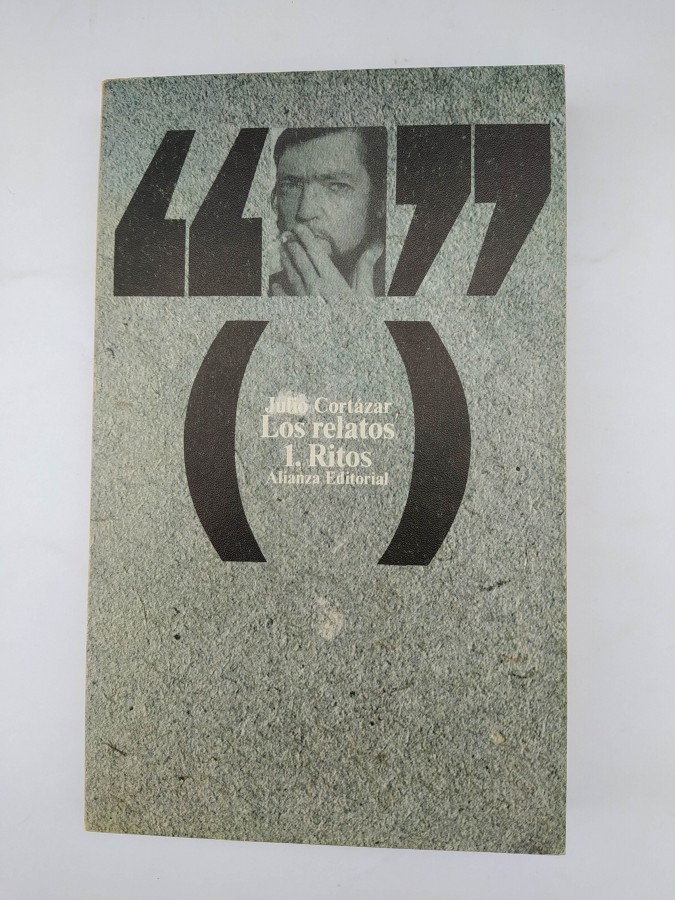 “ ”
( )
Julio Cortázar
Los relatos
1. Ritos
Alianza Editorial